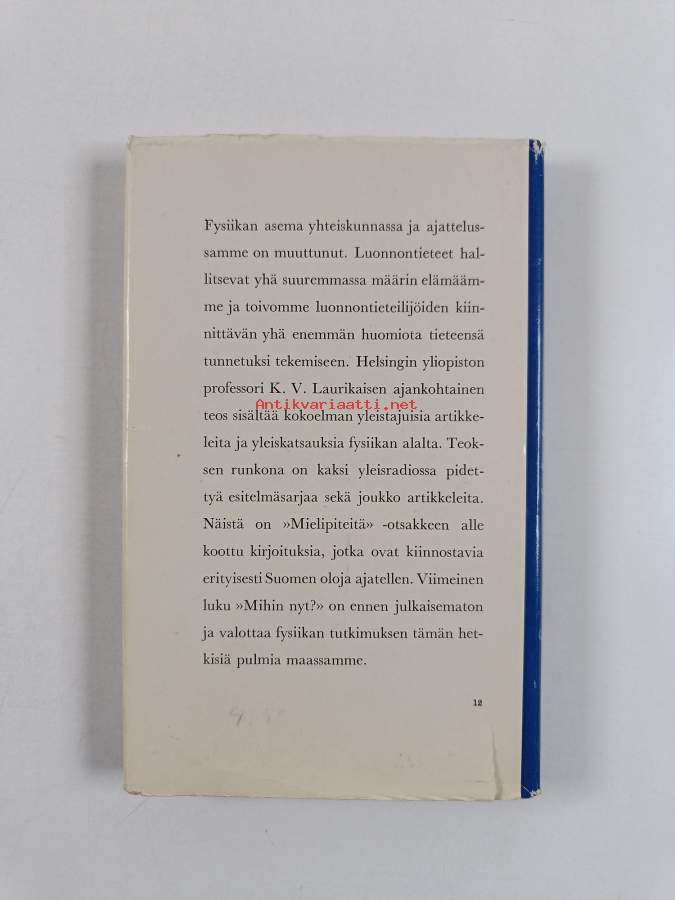 Fysiikan asema yhteiskunnassa ja ajattelus-
samme on muuttunut. Luonnontieteet hal-
litsevat yhä suuremmassa määrin elämääm-
me ja toivomme luonnontieteilijöiden kiin-
nittävän yhä enemmän huomiota tieteensä
tunnetuksi tekemiseen. Helsingin yliopiston
professori K. V. Laurikaisen ajankohtainen
Antikvariaatti.net
teos sisältää kokoelman yleistajuisia artikke-
leita ja yleiskatsauksia fysiikan alalta. Teok-
sen runkona on kaksi yleisradiossa pidet-
tyä esitelmäsarjaa sekä joukko artikkeleita.
Näistä on »Mielipiteitä» -otsakkeen alle
koottu kirjoituksia, jotka ovat kiinnostavia
erityisesti Suomen oloja ajatellen. Viimeinen
luku »Mihin nyt?» on ennen julkaisematon
ja valottaa fysiikan tutkimuksen tämän het-
kisiä pulmia maassamme.
12